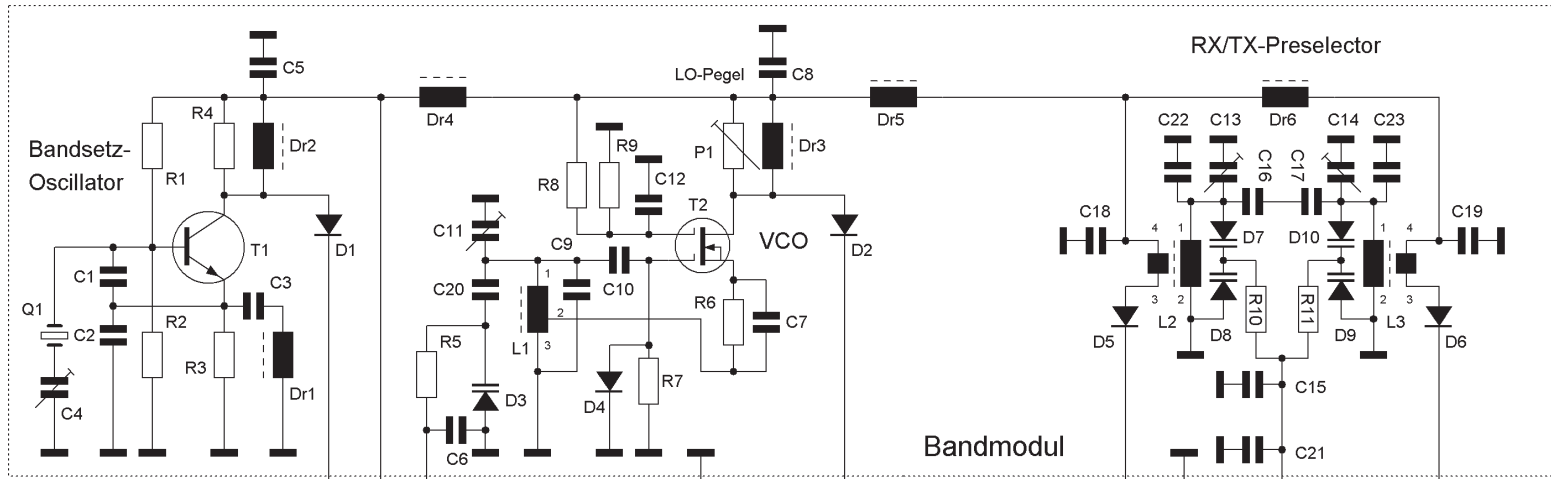 RX/TX-Preselector
C5
LO-Pegel
C8
R4
Dr4
Dr5
Dr6
C22
C13
C14
C23
Bandsetz-
Oscillator
R1
Dr2
R9
P1
Dr3
R8
C12
C16
C17
T2
C18
C19
C11
VCO
4
1
1
4
T1
D1
C9
D2
D7
D10
C1
C3
C20
1
C10
R6
C7
3
2
2
3
Q1
C2
R2
2
R10
R11
L2
D8
D9
L3
R5
L1
3
D5
D6
R3
Dr1
R7
C4
D3
D4
C15
C6
Bandmodul
C21